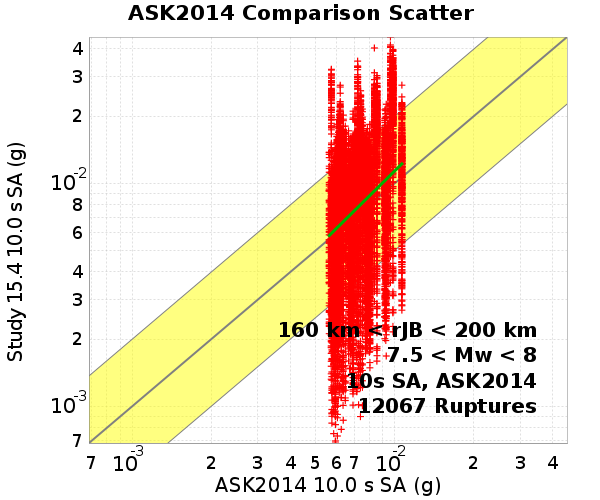 ASK2014 Comparison Scatter
Study 15.4 10.0 s SA (g)
4
3
2
10-2
8
6
4
3
2
10-3
7
160 km < rJB < 200 km
7.5 < Mw < 8
10s SA, ASK2014
12067 Ruptures
7 10-3 2 3 4 5 6 7 10-2 2 3 4
ASK2014 10.0 s SA (g)